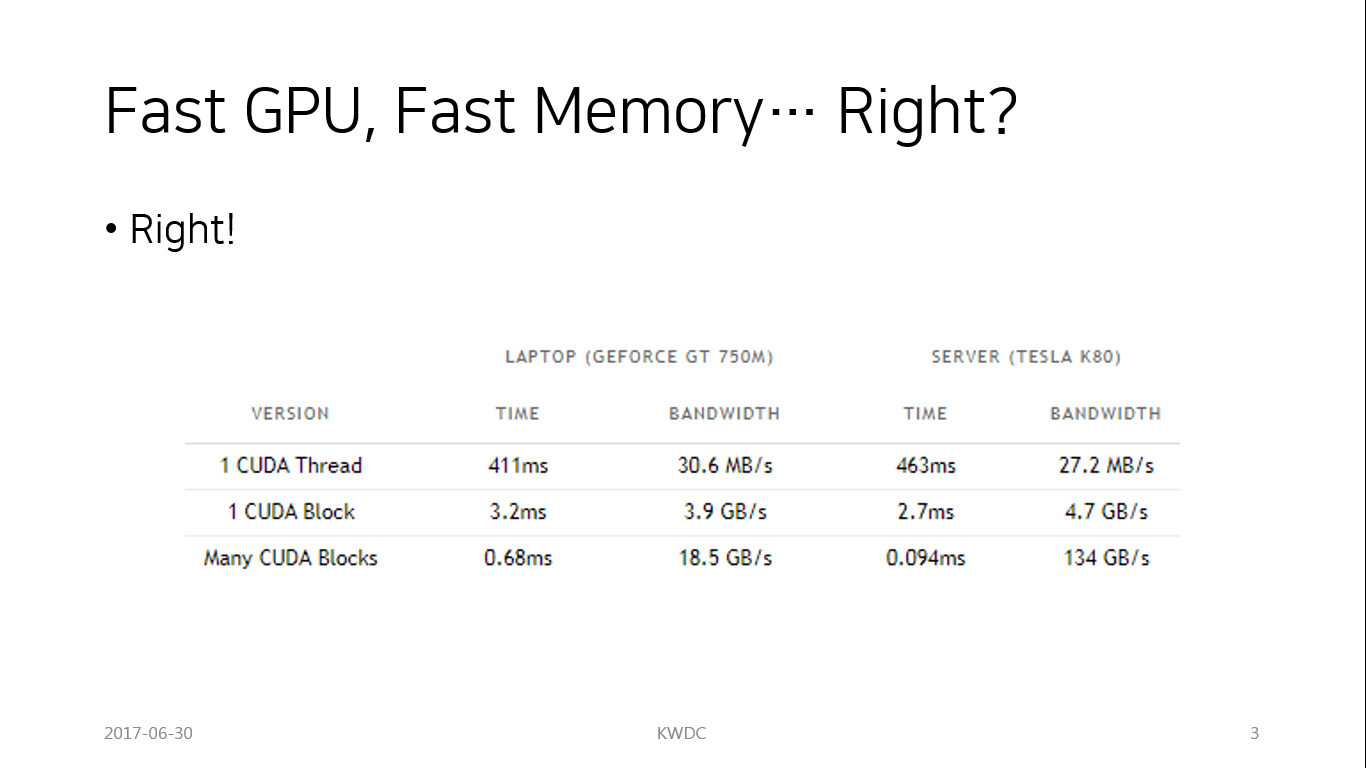 Fast GPU, Fast Memory… Right?
• Right!
LAPTOP (GEFORCE GT 750M) SERVER (TESLA K80)
VERSION TIME BANDWIDTH TIME BANDWIDTH
1 CUDA Thread 411ms 30.6 MB/s 463ms 27.2 MB/s
1 CUDA Block 3.2ms 3.9 GB/s 2.7ms 4.7 GB/s
Many CUDA Blocks 0.68ms 18.5 GB/s 0.094ms 134 GB/s
2017-06-30 KWDC 3